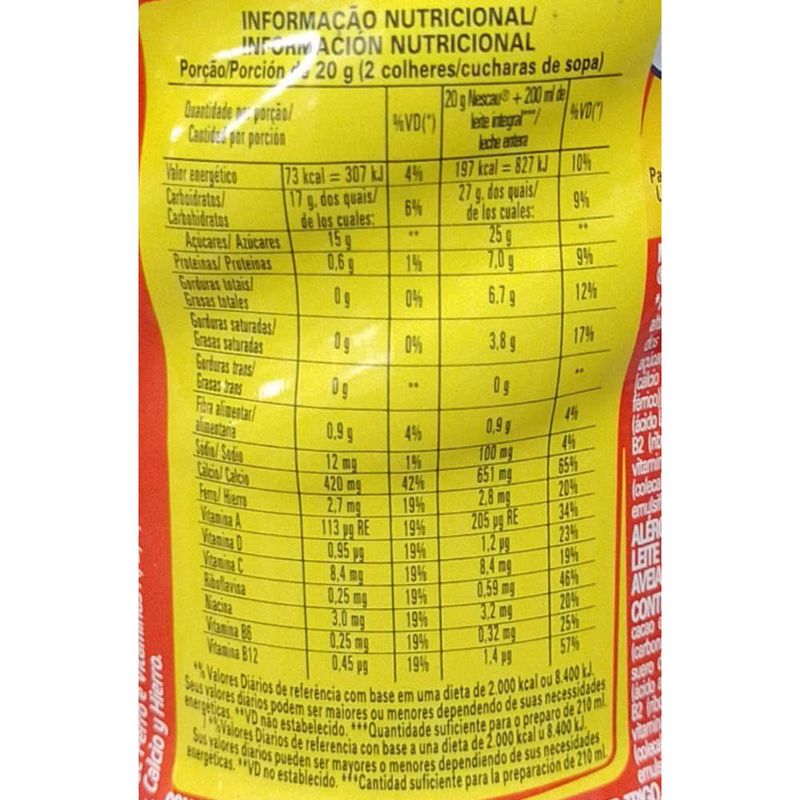 INFORMAÇÃO NUTRICIONAL/
INFORMACIÓN NUTRICIONAL
Porção/Porción de 20 g (2 colheres/cucharas de sopa)
Quantidade por porção/
Cantidad por porción
%VD(*)
20 g Nescau® + 200 ml de
leite integral***/
leche entera
%VD(*)
Valor energético 73 kcal = 307 kJ 4% 197 kcal = 827 kJ 10%
Carboidratos/
Carbohidratos
17 g, dos quais/
de los cuales:
6%
27 g, dos quais/
de los cuales:
9%
Açúcares/ Azúcares 15 g ** 25 g **
Proteínas/ Proteinas 0,6 g 1% 7,0 g 9%
Gorduras totais/
Grasas totales
0 g 0% 6,7 g 12%
Gorduras saturadas/
Grasas saturadas
0 g 0% 3,8 g 17%
Gorduras trans/
Grasas trans
0 g ** 0 g **
Fibra alimentar/
alimentaria
0,9 g 4% 0,9 g 4%
Sódio/ Sodio 12 mg 1% 100 mg 4%
Cálcio/ Calcio 420 mg 42% 651 mg 65%
Ferro/ Hierro 2,7 mg 19% 2,8 mg 20%
Vitamina A 113 µg RE 19% 205 µg RE 34%
Vitamina D 0,95 µg 19% 1,2 µg 23%
Vitamina C 8,4 mg 19% 8,4 mg 19%
Riboflavina 0,25 mg 19% 0,59 mg 46%
Niacina 3,0 mg 19% 3,2 mg 20%
Vitamina B6 0,25 mg 19% 0,32 mg 25%
Vitamina B12 0,45 µg 19% 1,4 µg 57%
*% Valores Diários de referência com base em uma dieta de 2.000 kcal ou 8.400 kJ.
Seus valores diários podem ser maiores ou menores dependendo de suas necessidades
energéticas. **VD não estabelecido. ***Quantidade suficiente para o preparo de 210 ml.
/ *%Valores Diarios de referencia con base a una dieta de 2.000 kcal u 8.400 kJ.
Sus valores diarios pueden ser mayores o menores dependiendo de sus necesidades
energéticas. **VD no establecido. ***Cantidad suficiente para la preparación de 210 ml.
Calcio y Hierro.
LEITE
B2
vitamin
cacao
suero